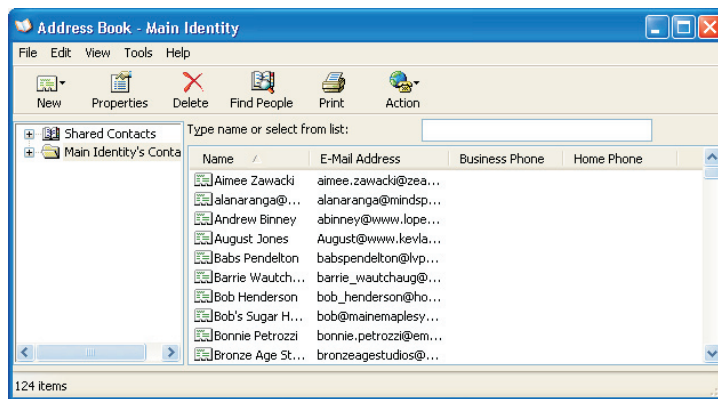 Address Book - Main Identity
File Edit View Tools Help
New Properties Delete Find People Print Action
Shared Contacts
Main Identity's Conta
Type name or select from list:
Name E-Mail Address Business Phone Home Phone
Aimee Zawacki aimee.zawacki@zea...
alanaranga@... alanaranga@mindsp...
Andrew Binney abinney@www.lope...
August Jones August@www.kevla...
Babs Pendelton babspendelton@lvp...
Barrie Wautch... barrie_wautchaug@...
Bob Henderson bob_henderson@ho...
Bob's Sugar H... bob@mainemaplesy...
Bonnie Petrozzi bonnie.petrozzi@em...
Bronze Age St... bronzeagestudios@...
124 items